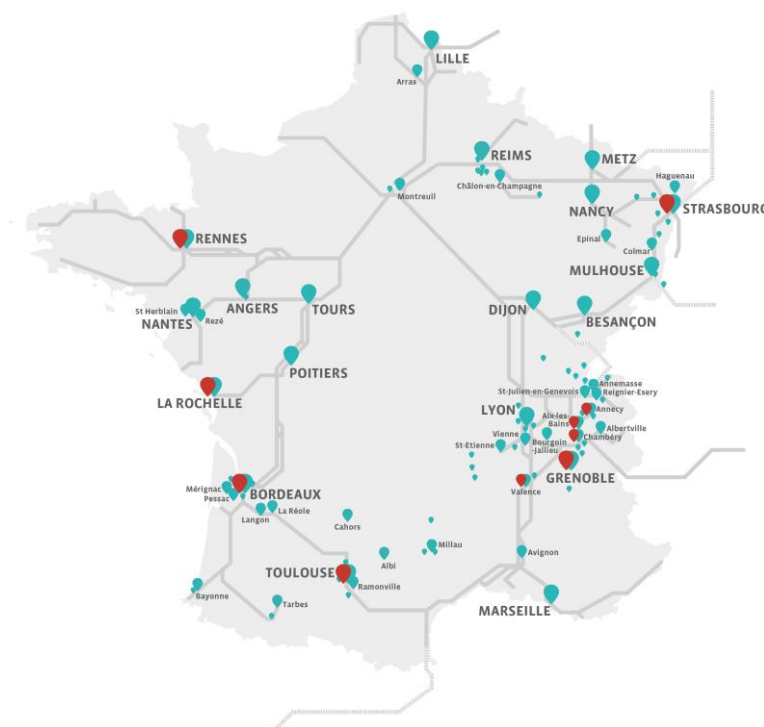 LILLE
Arras
REIMS
METZ
Montreuil
Châlon-en-Champagne
Haguenau
NANCY
STRASBOURG
Epinal
Colmar
RENNES
MULHOUSE
ANGERS
TOURS
DIJON
BESANÇON
St Herblain
NANTES
Rezé
POITIERS
LA ROCHELLE
Annemasse
St-Julien-en-Genevois
Reignier-Esery
Annecy
LYON
Aix-les
Bains
Albertville
Vienne
Chambéry
St-Etienne
Bourgoin
-Jallieu
GRENOBLE
Valence
Mérignac
BORDEAUX
Pessac
La Réole
Langon
Cahors
Millau
Avignon
Albi
TOULOUSE
Ramonville
Bayonne
Tarbes
MARSEILLE